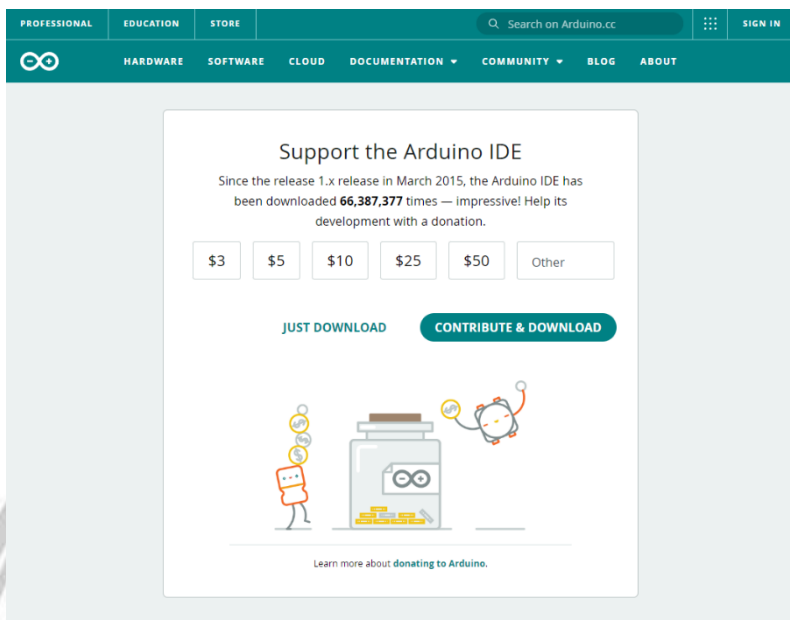 PROFESSIONAL EDUCATION STORE Search on Arduino.cc SIGN IN
HARDWARE SOFTWARE CLOUD DOCUMENTATION COMMUNITY BLOG ABOUT
Support the Arduino IDE
Since the release 1.x release in March 2015, the Arduino IDE has
been downloaded 66,387,377 times — impressive! Help its
development with a donation.
$3 $5 $10 $25 $50 Other
JUST DOWNLOAD CONTRIBUTE & DOWNLOAD
Learn more about donating to Arduino.